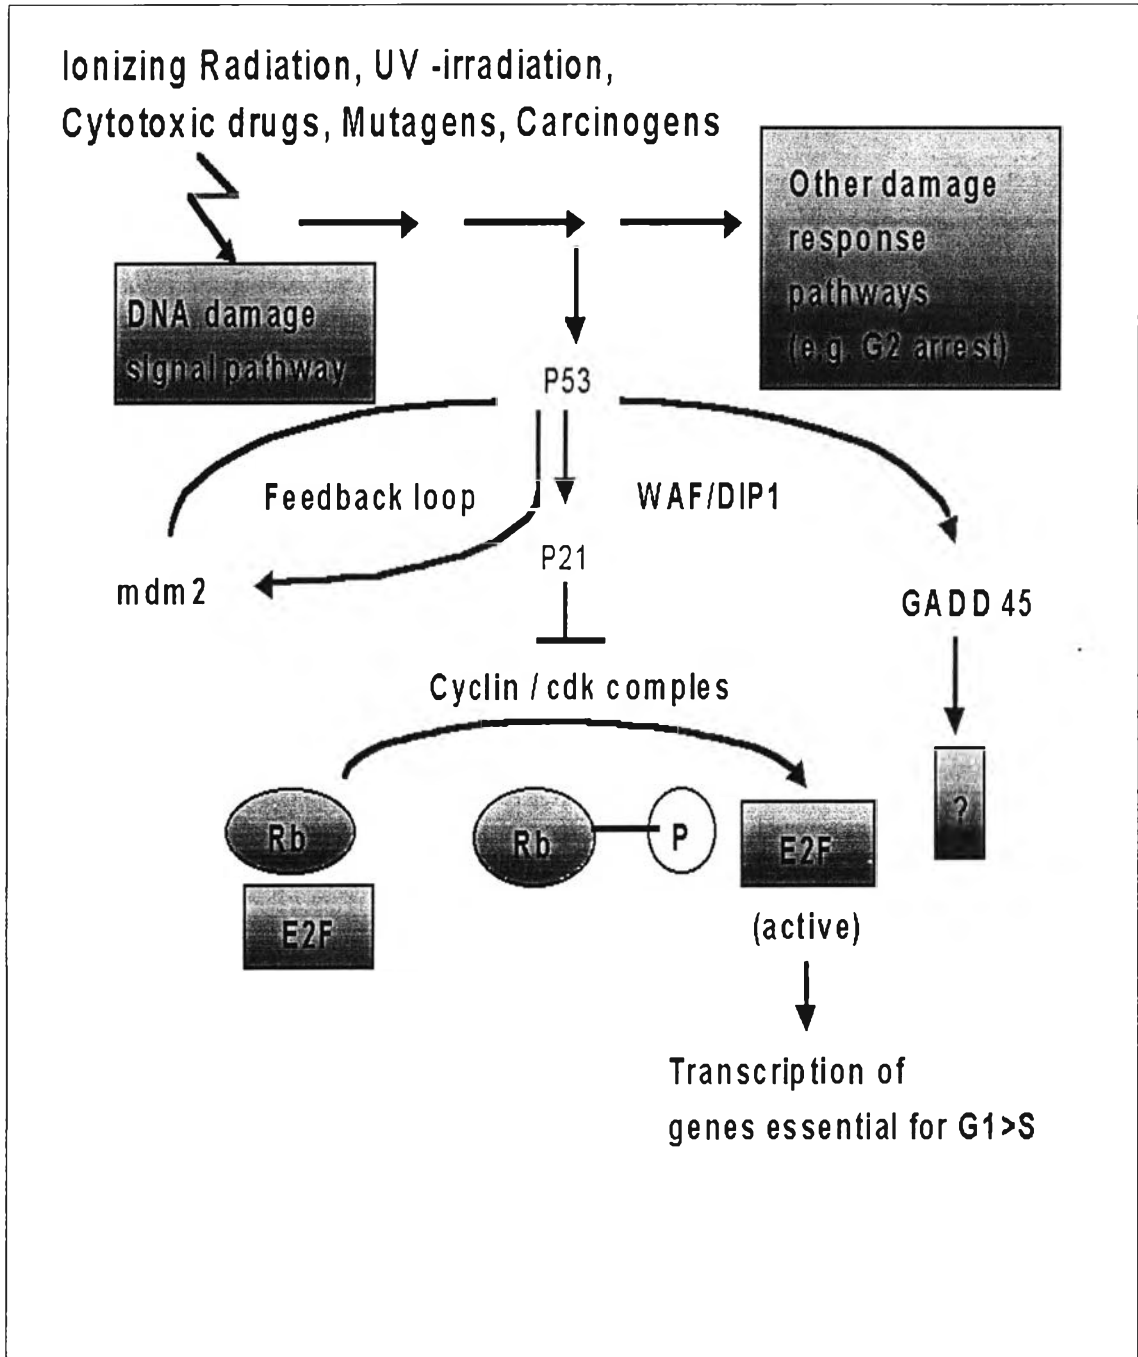 Ionizing Radiation, UV -irradiation,
Cytotoxic drugs, Mutagens, Carcinogens
Other damage
response
pathways
(e.g. G2 arrest)
DNA damage
signal pathway
P53
Feedback loop
WAF/DIP1
P21
mdm2
GADD 45
Cyclin / cdk comples
Rb
Rb
P
E2F
?
E2F
(active)
Transcription of
genes essential for G1>S